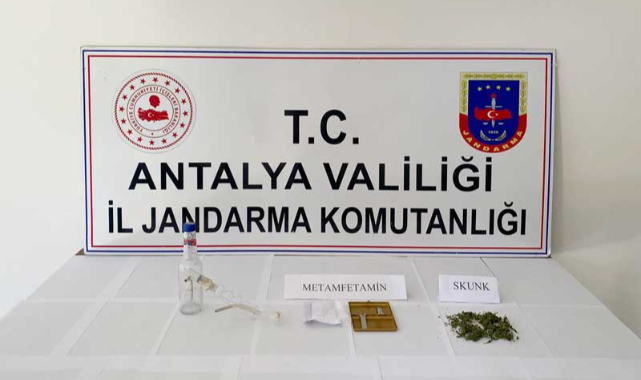 T.C.
ANTALYA VALİLİĞİ
İL JANDARMA KOMUTANLIĞI
JANDARMA
METAMFETAMİN
SKUNK